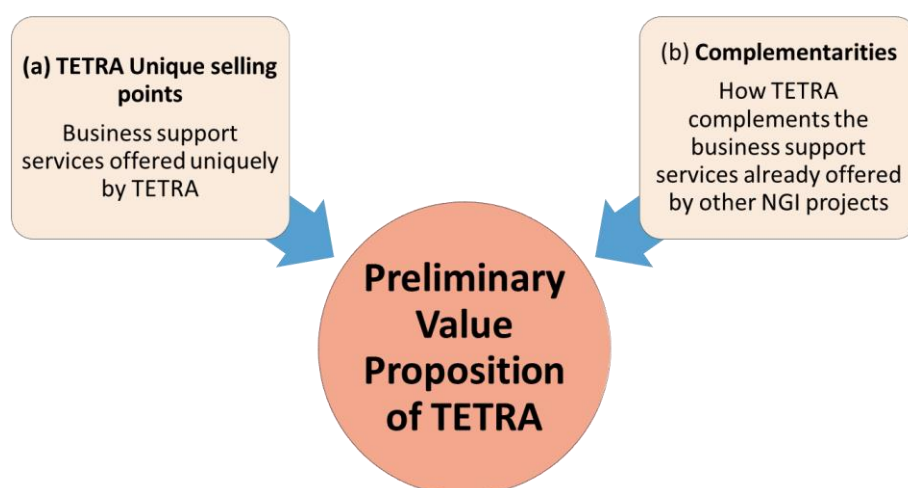 (a) TETRA Unique selling
points
Business support
services offered uniquely
by TETRA
(b) Complementarities
How TETRA
complements the
business support
services already offered
by other NGI projects
Preliminary
Value
Proposition
of TETRA